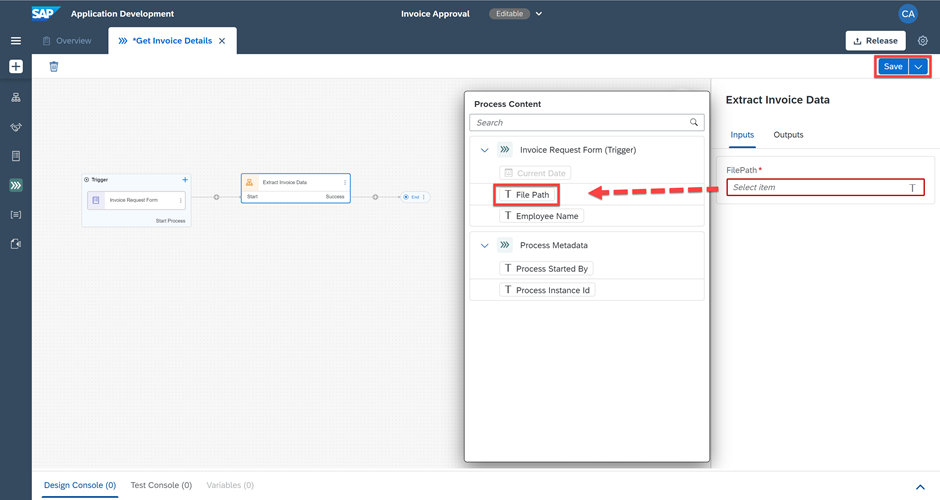 SAP Application Development Invoice Approval Editable CA
Overview *Get Invoice Details Release
Save
Process Content
Search
Invoice Request Form (Trigger)
Current Date
T File Path
T Employee Name
Process Metadata
T Process Started By
T Process Instance Id
Extract Invoice Data
Inputs Outputs
FilePath*
Select item T
Trigger
Invoice Request Form
Start Process
Extract Invoice Data
Start Success
End
Design Console (0) Test Console (0) Variables (0)